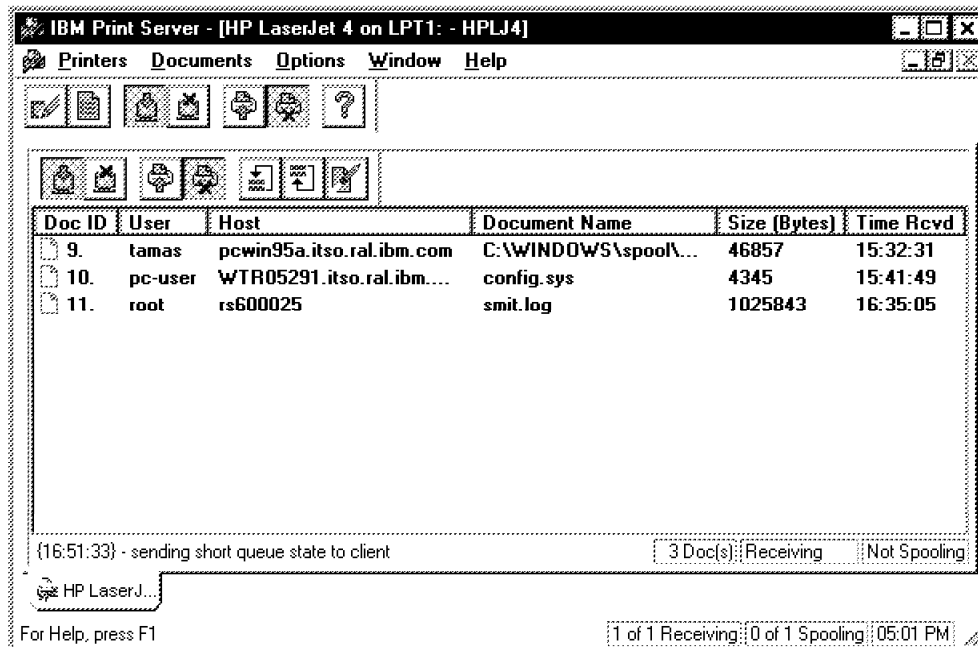 IBM Print Server - [HP LaserJet 4 on LPT1: - HPLJ4]
Printers Documents Options Window Help
Doc ID User Host Document Name Size (Bytes) Time Rcvd
9. tamas pcwin95a.itso.ral.ibm.com C:\WINDOWS\spool\... 46857 15:32:31
10. pc-user WTR05291.itso.ral.ibm.... config.sys 4345 15:41:49
11. root rs600025 smit.log 1025843 16:35:05
{16:51:33} - sending short queue state to client 3 Doc(s) Receiving Not Spooling
HP LaserJ...
For Help, press F1 1 of 1 Receiving 0 of 1 Spooling 05:01 PM